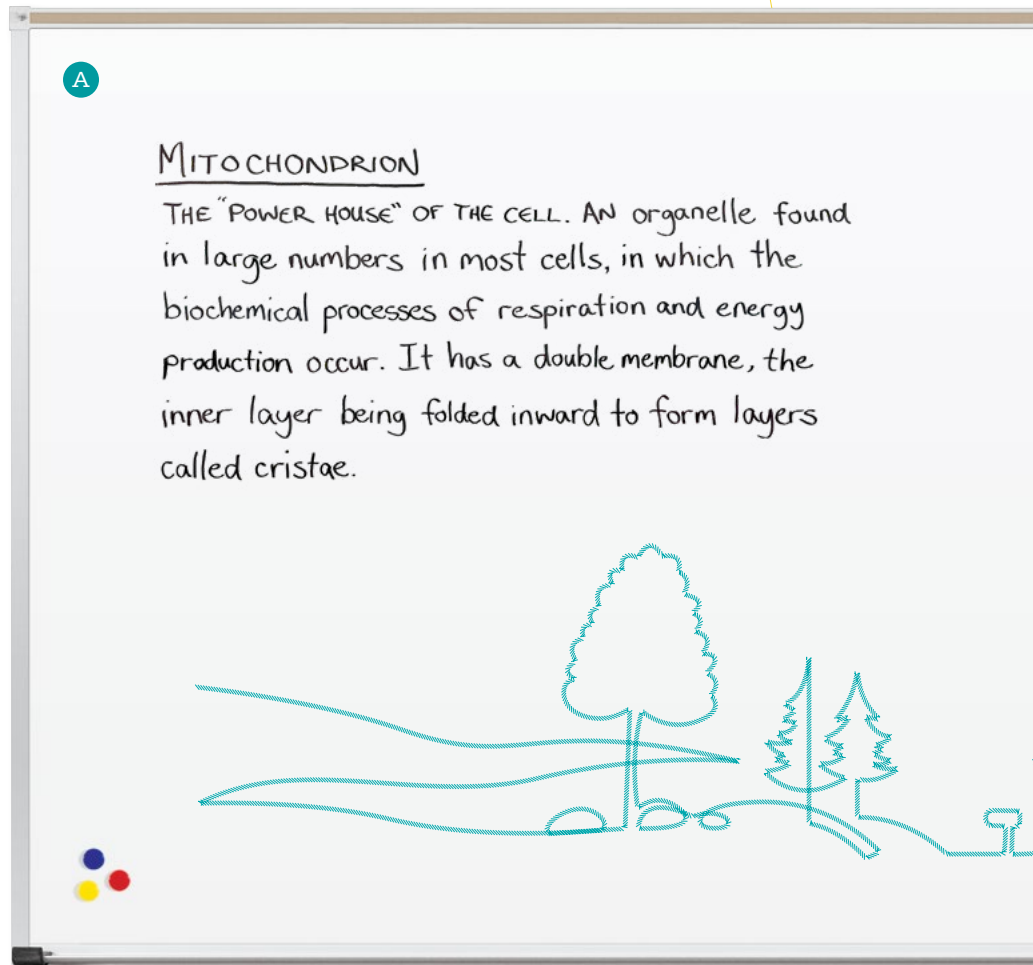 A
MITOCHONDRION
THE "POWER HOUSE" OF THE CELL. AN organelle found
in large numbers in most cells, in which the
biochemical processes of respiration and energy
production occur. It has a double membrane, the
inner layer being folded inward to form layers
called cristae.